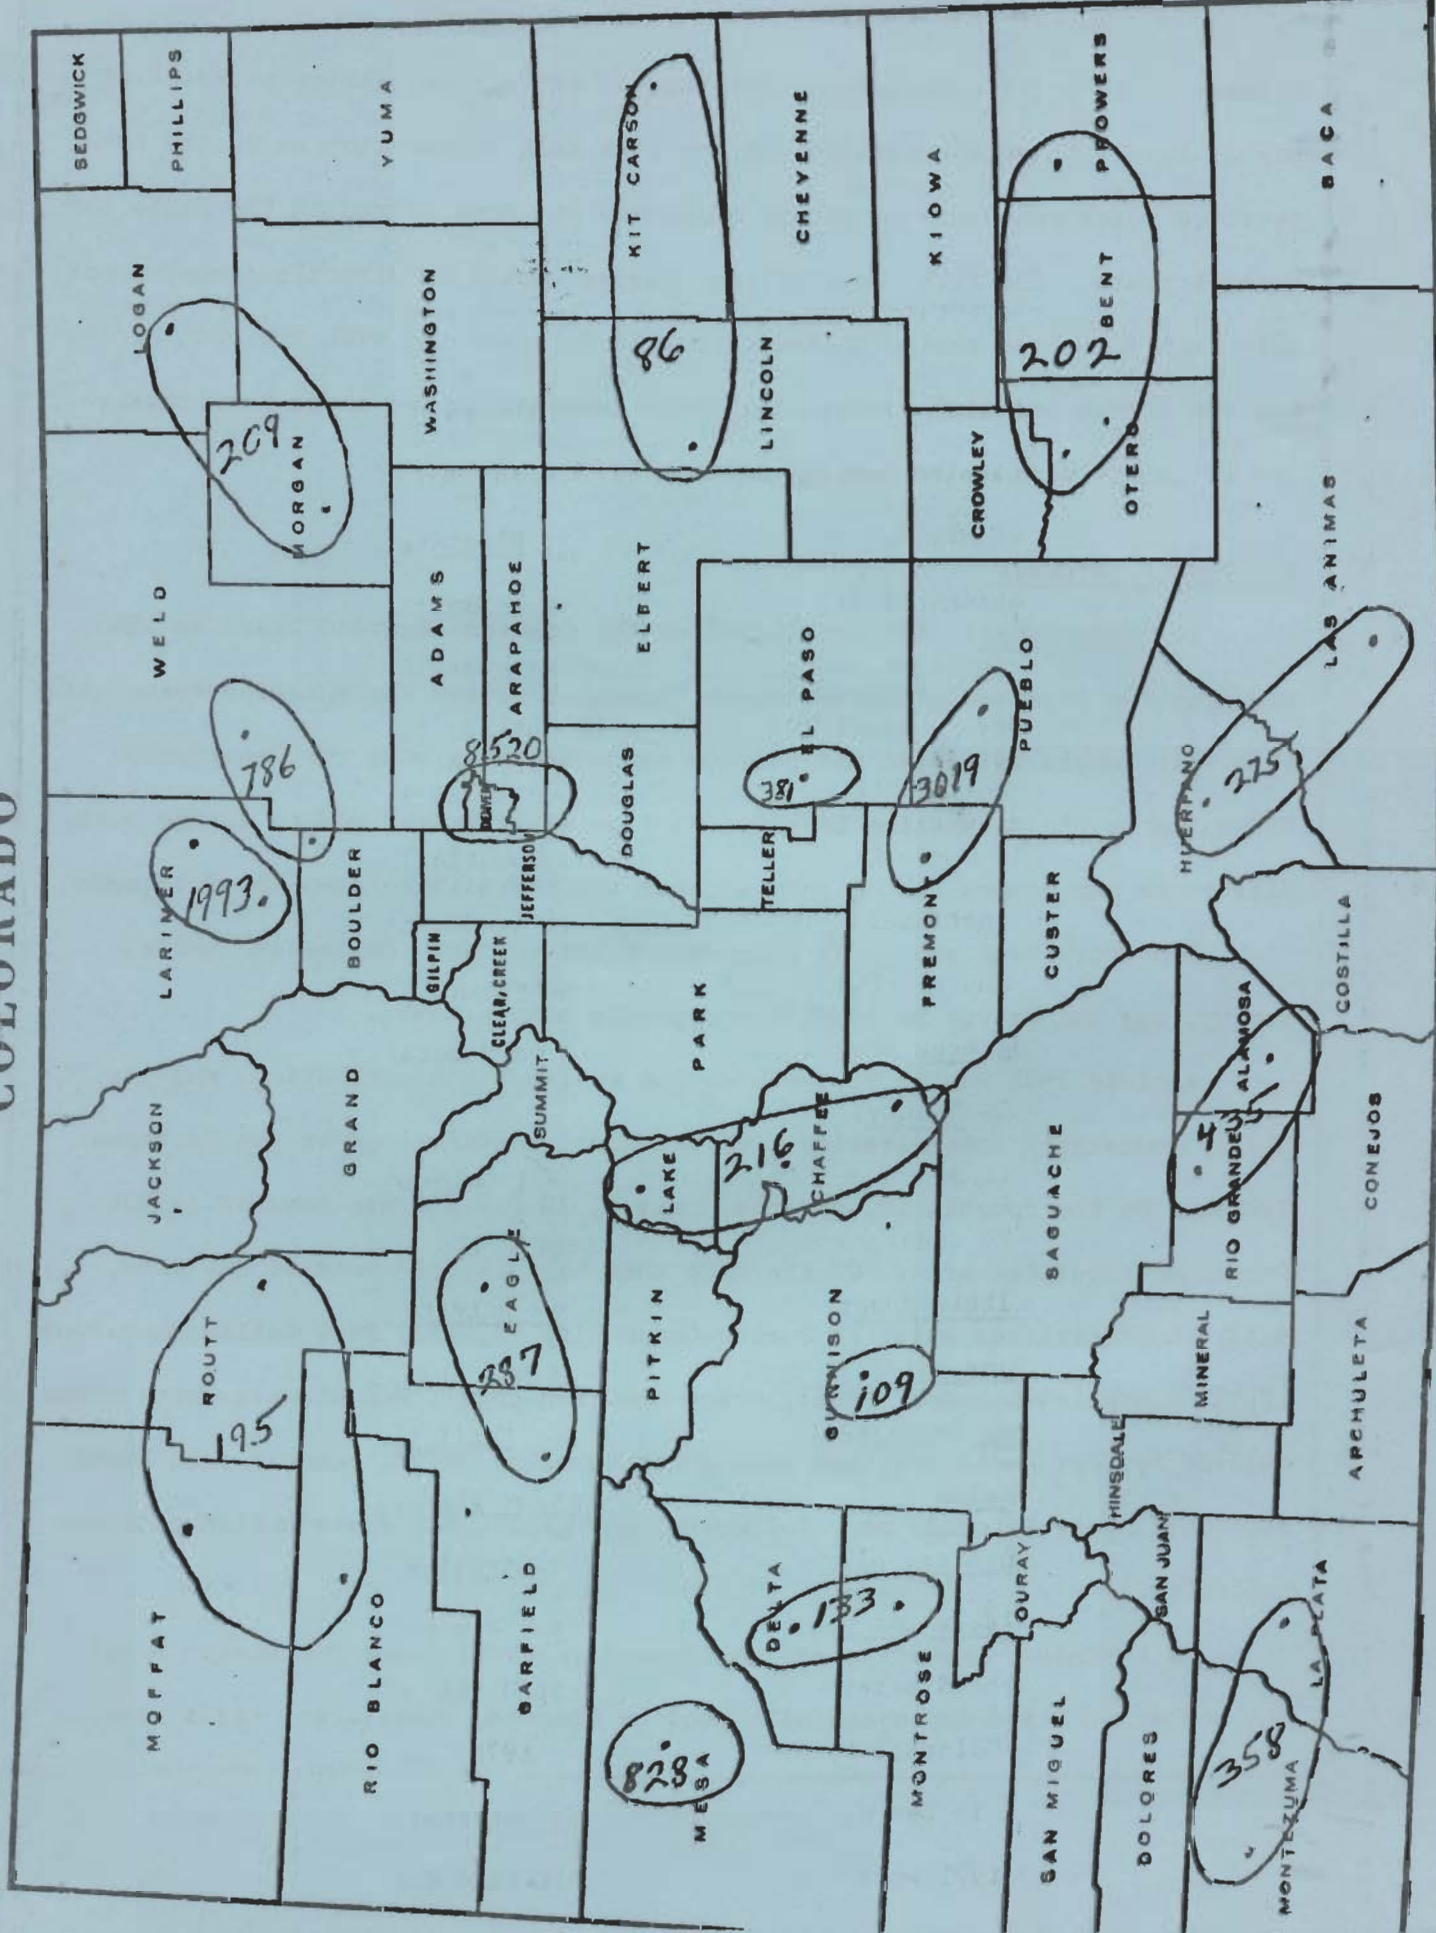 COLORADO
MOFFAT
ROUTT
195
JACKSON
LARIMER
1993
WELD
786
LOGAN
209
MORGAN
SEDGWICK
PHILLIPS
YUMA
WASHINGTON
RIO BLANCO
GRAND
BOULDER
GILPIN
CLEAR CREEK
JEFFERSON
ADAMS
ARAPAHOE
8520
DENVER
GARFIELD
EAGLE
SUMMIT
DOUGLAS
ELBERT
KIT CARSON
86
LINCOLN
CHEYENNE
MESA
828
PITKIN
LAKE
PARK
TELLER
EL PASO
381
DELTA
133
GUNNISON
109
216
CHAFFEE
FREMONT
3019
PUEBLO
CROWLEY
KIOWA
MONTROSE
OURAY
SAGUACHE
CUSTER
OTERO
202
BENT
PROWERS
SAN MIGUEL
HINSDALE
MINERAL
DOLORES
SAN JUAN
RIO GRANDE
ALAMOSA
HUERFANO
275
LAS ANIMAS
BACA
MONTEZUMA
358
LA PLATA
ARCHULETA
CONEJOS
COSTILLA